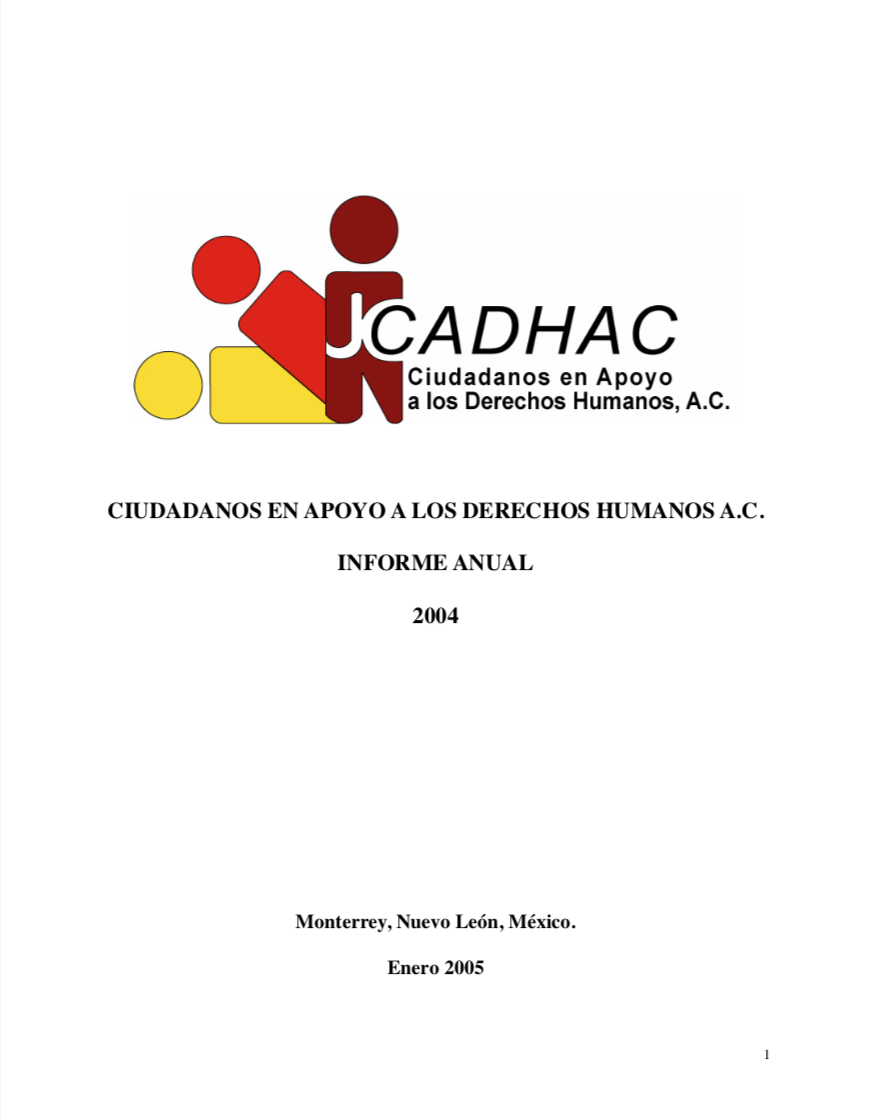 CADHAC
Ciudadanos en Apoyo
a los Derechos Humanos, A.C.
CIUDADANOS EN APOYO A LOS DERECHOS HUMANOS A.C.
INFORME ANUAL
2004
Monterrey, Nuevo León, México.
Enero 2005
1